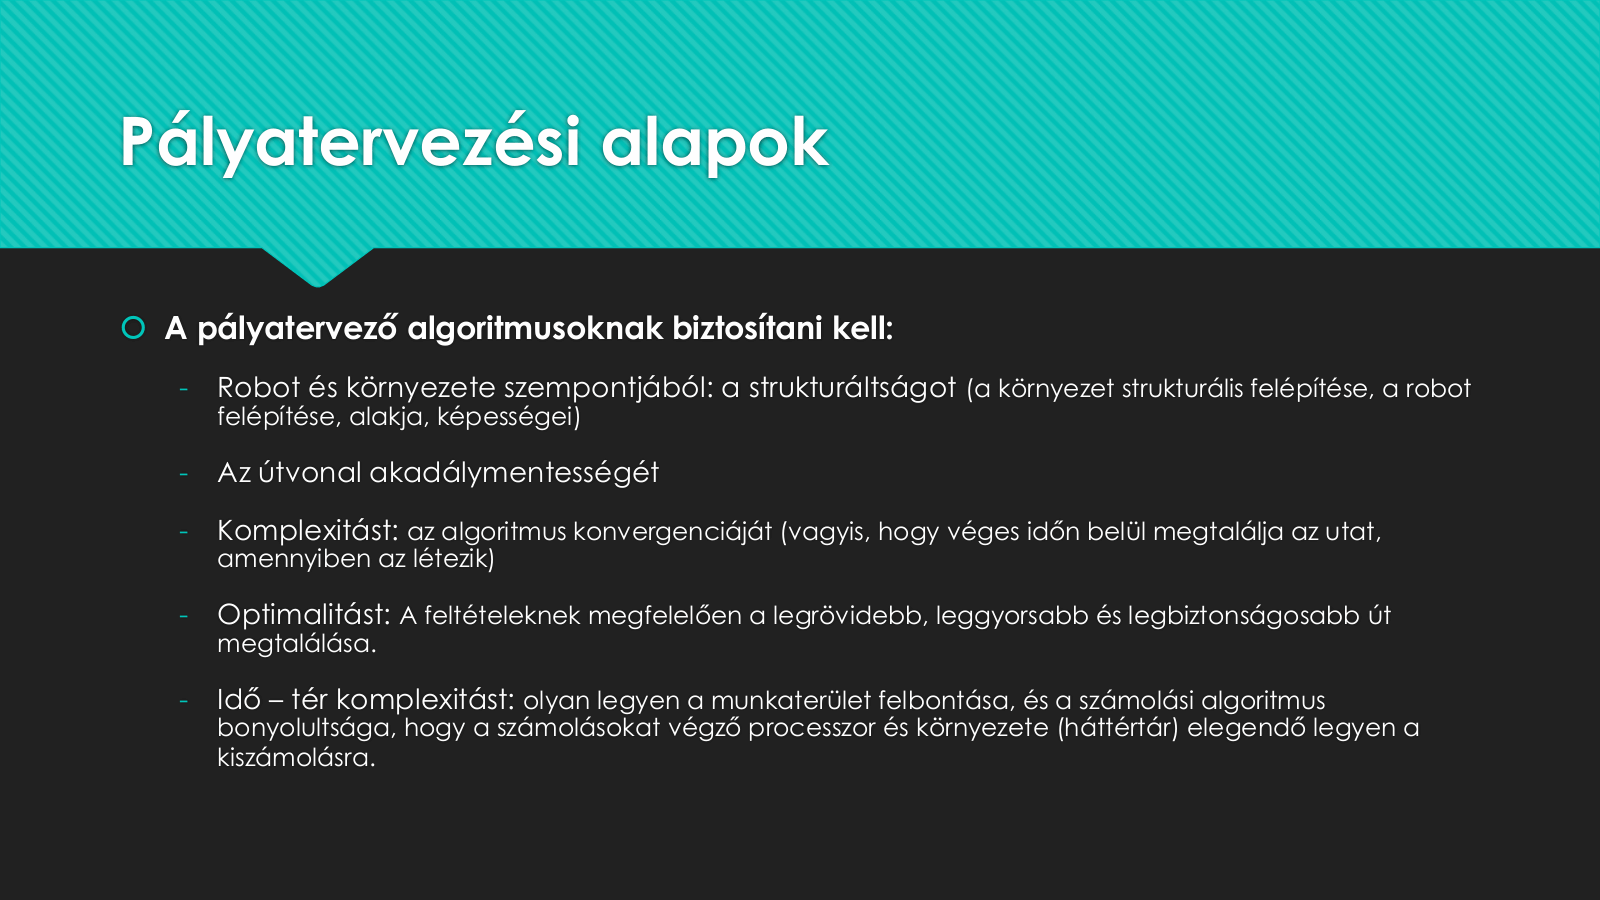 Pályatervezési alapok
A pályatervező algoritmusoknak biztosítani kell:
- Robot és környezete szempontjából: a strukturáltságot (a környezet strukturális felépítése, a robot
felépítése, alakja, képességei)
- Az útvonal akadálymentességét
- Komplexitást: az algoritmus konvergenciáját (vagyis, hogy véges időn belül megtalálja az utat,
amennyiben az létezik)
- Optimalitást: A feltételeknek megfelelően a legrövidebb, leggyorsabb és legbiztonságosabb út
megtalálása.
- Idő – tér komplexitást: olyan legyen a munkaterület felbontása, és a számolási algoritmus
bonyolultsága, hogy a számolásokat végző processzor és környezete (háttértár) elegendő legyen a
kiszámolásra.